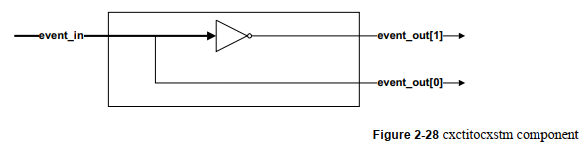 event_in
event_out[1]
event_out[0]
Figure 2-28 cxctitocxstm component